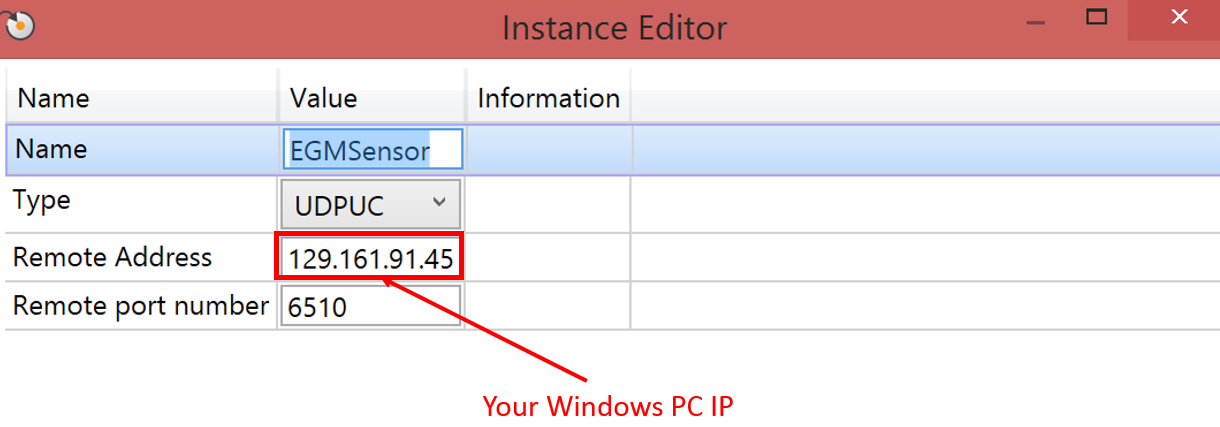 Instance Editor
Name Value Information
Name EGMSensor
Type UDPUC
Remote Address 129.161.91.45
Remote port number 6510
Your Windows PC IP